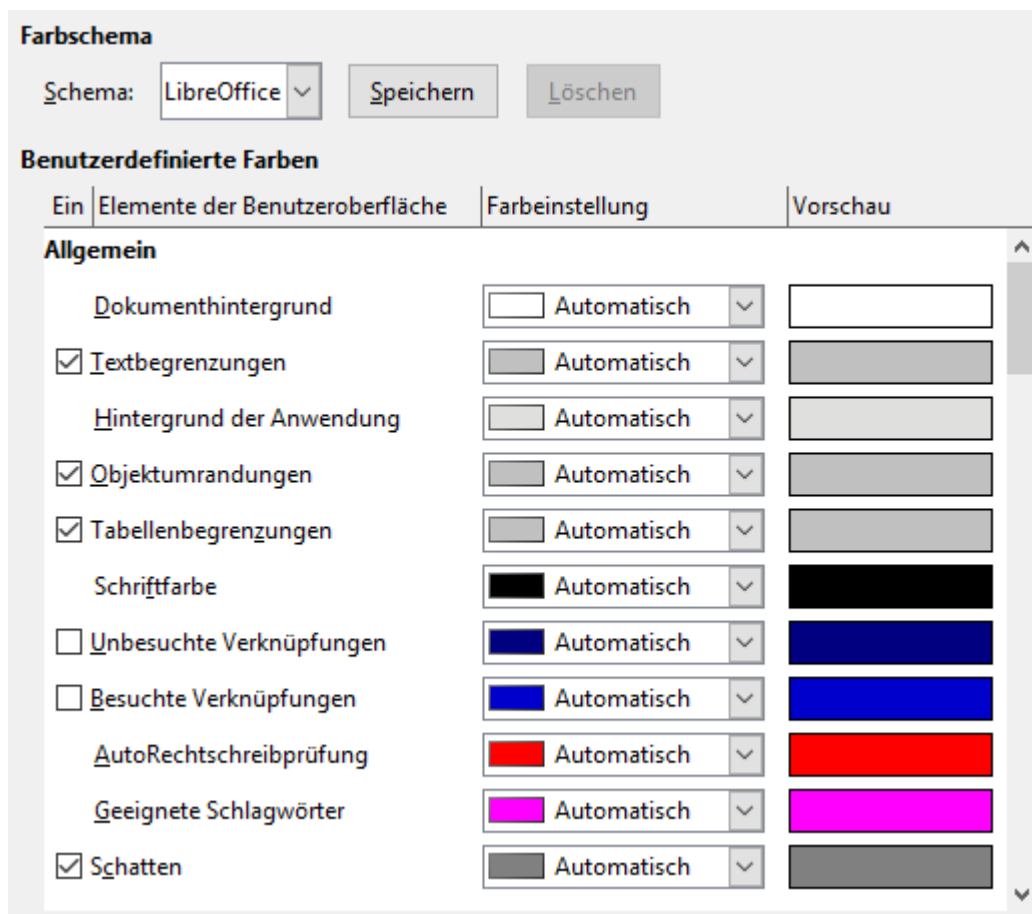 Farbschema
Schema: LibreOffice Speichern Löschen
Benutzerdefinierte Farben
Ein Elemente der Benutzeroberfläche Farbeinstellung Vorschau
Allgemein
Dokumenthintergrund Automatisch
Textbegrenzungen Automatisch
Hintergrund der Anwendung Automatisch
Objektumrandungen Automatisch
Tabellenbegrenzungen Automatisch
Schriftfarbe Automatisch
Unbesuchte Verknüpfungen Automatisch
Besuchte Verknüpfungen Automatisch
AutoRechtschreibprüfung Automatisch
Geeignete Schlagwörter Automatisch
Schatten Automatisch